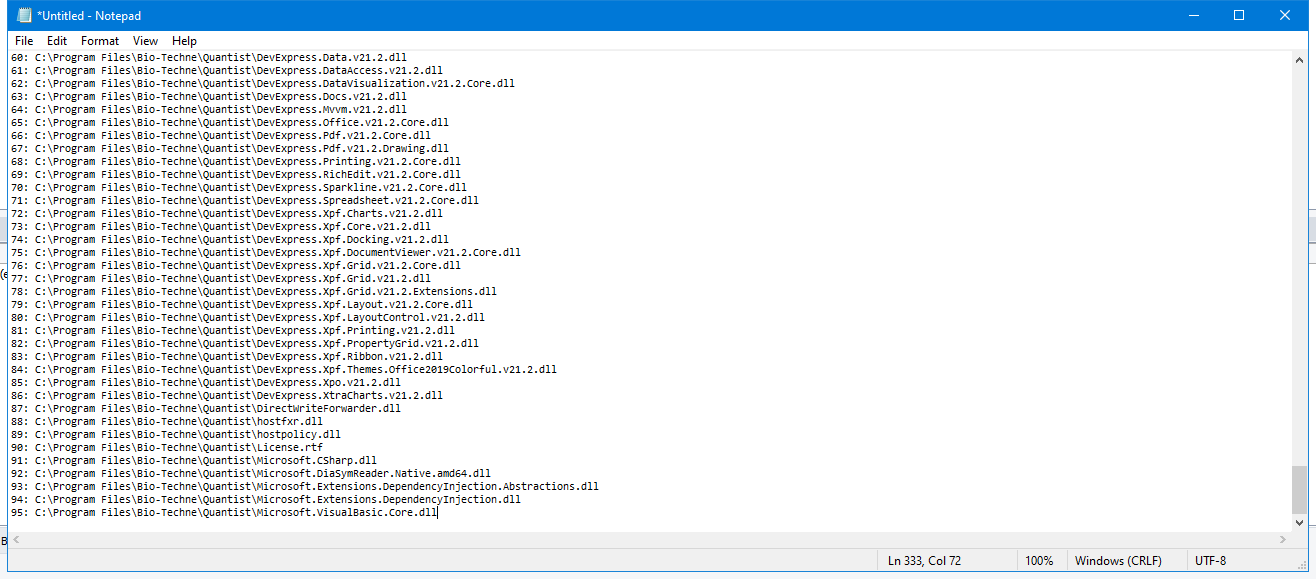 *Untitled - Notepad
File Edit Format View Help
60: C:\Program Files\Bio-Techne\Quantist\DevExpress.Data.v21.2.dll
61: C:\Program Files\Bio-Techne\Quantist\DevExpress.DataAccess.v21.2.dll
62: C:\Program Files\Bio-Techne\Quantist\DevExpress.DataVisualization.v21.2.Core.dll
63: C:\Program Files\Bio-Techne\Quantist\DevExpress.Docs.v21.2.dll
64: C:\Program Files\Bio-Techne\Quantist\DevExpress.Mvvm.v21.2.dll
65: C:\Program Files\Bio-Techne\Quantist\DevExpress.Office.v21.2.Core.dll
66: C:\Program Files\Bio-Techne\Quantist\DevExpress.Pdf.v21.2.Core.dll
67: C:\Program Files\Bio-Techne\Quantist\DevExpress.Pdf.v21.2.Drawing.dll
68: C:\Program Files\Bio-Techne\Quantist\DevExpress.Printing.v21.2.Core.dll
69: C:\Program Files\Bio-Techne\Quantist\DevExpress.RichEdit.v21.2.Core.dll
70: C:\Program Files\Bio-Techne\Quantist\DevExpress.Sparkline.v21.2.Core.dll
71: C:\Program Files\Bio-Techne\Quantist\DevExpress.Spreadsheet.v21.2.Core.dll
72: C:\Program Files\Bio-Techne\Quantist\DevExpress.Xpf.Charts.v21.2.dll
73: C:\Program Files\Bio-Techne\Quantist\DevExpress.Xpf.Core.v21.2.dll
74: C:\Program Files\Bio-Techne\Quantist\DevExpress.Xpf.Docking.v21.2.dll
75: C:\Program Files\Bio-Techne\Quantist\DevExpress.Xpf.DocumentViewer.v21.2.Core.dll
76: C:\Program Files\Bio-Techne\Quantist\DevExpress.Xpf.Grid.v21.2.Core.dll
77: C:\Program Files\Bio-Techne\Quantist\DevExpress.Xpf.Grid.v21.2.dll
78: C:\Program Files\Bio-Techne\Quantist\DevExpress.Xpf.Grid.v21.2.Extensions.dll
79: C:\Program Files\Bio-Techne\Quantist\DevExpress.Xpf.Layout.v21.2.Core.dll
80: C:\Program Files\Bio-Techne\Quantist\DevExpress.Xpf.LayoutControl.v21.2.dll
81: C:\Program Files\Bio-Techne\Quantist\DevExpress.Xpf.Printing.v21.2.dll
82: C:\Program Files\Bio-Techne\Quantist\DevExpress.Xpf.PropertyGrid.v21.2.dll
83: C:\Program Files\Bio-Techne\Quantist\DevExpress.Xpf.Ribbon.v21.2.dll
84: C:\Program Files\Bio-Techne\Quantist\DevExpress.Xpf.Themes.Office2019Colorful.v21.2.dll
85: C:\Program Files\Bio-Techne\Quantist\DevExpress.Xpo.v21.2.dll
86: C:\Program Files\Bio-Techne\Quantist\DevExpress.XtraCharts.v21.2.dll
87: C:\Program Files\Bio-Techne\Quantist\DirectWriteForwarder.dll
88: C:\Program Files\Bio-Techne\Quantist\hostfxr.dll
89: C:\Program Files\Bio-Techne\Quantist\hostpolicy.dll
90: C:\Program Files\Bio-Techne\Quantist\License.rtf
91: C:\Program Files\Bio-Techne\Quantist\Microsoft.CSharp.dll
92: C:\Program Files\Bio-Techne\Quantist\Microsoft.DiaSymReader.Native.amd64.dll
93: C:\Program Files\Bio-Techne\Quantist\Microsoft.Extensions.DependencyInjection.Abstractions.dll
94: C:\Program Files\Bio-Techne\Quantist\Microsoft.Extensions.DependencyInjection.dll
95: C:\Program Files\Bio-Techne\Quantist\Microsoft.VisualBasic.Core.dll
Ln 333, Col 72 100% Windows (CRLF) UTF-8